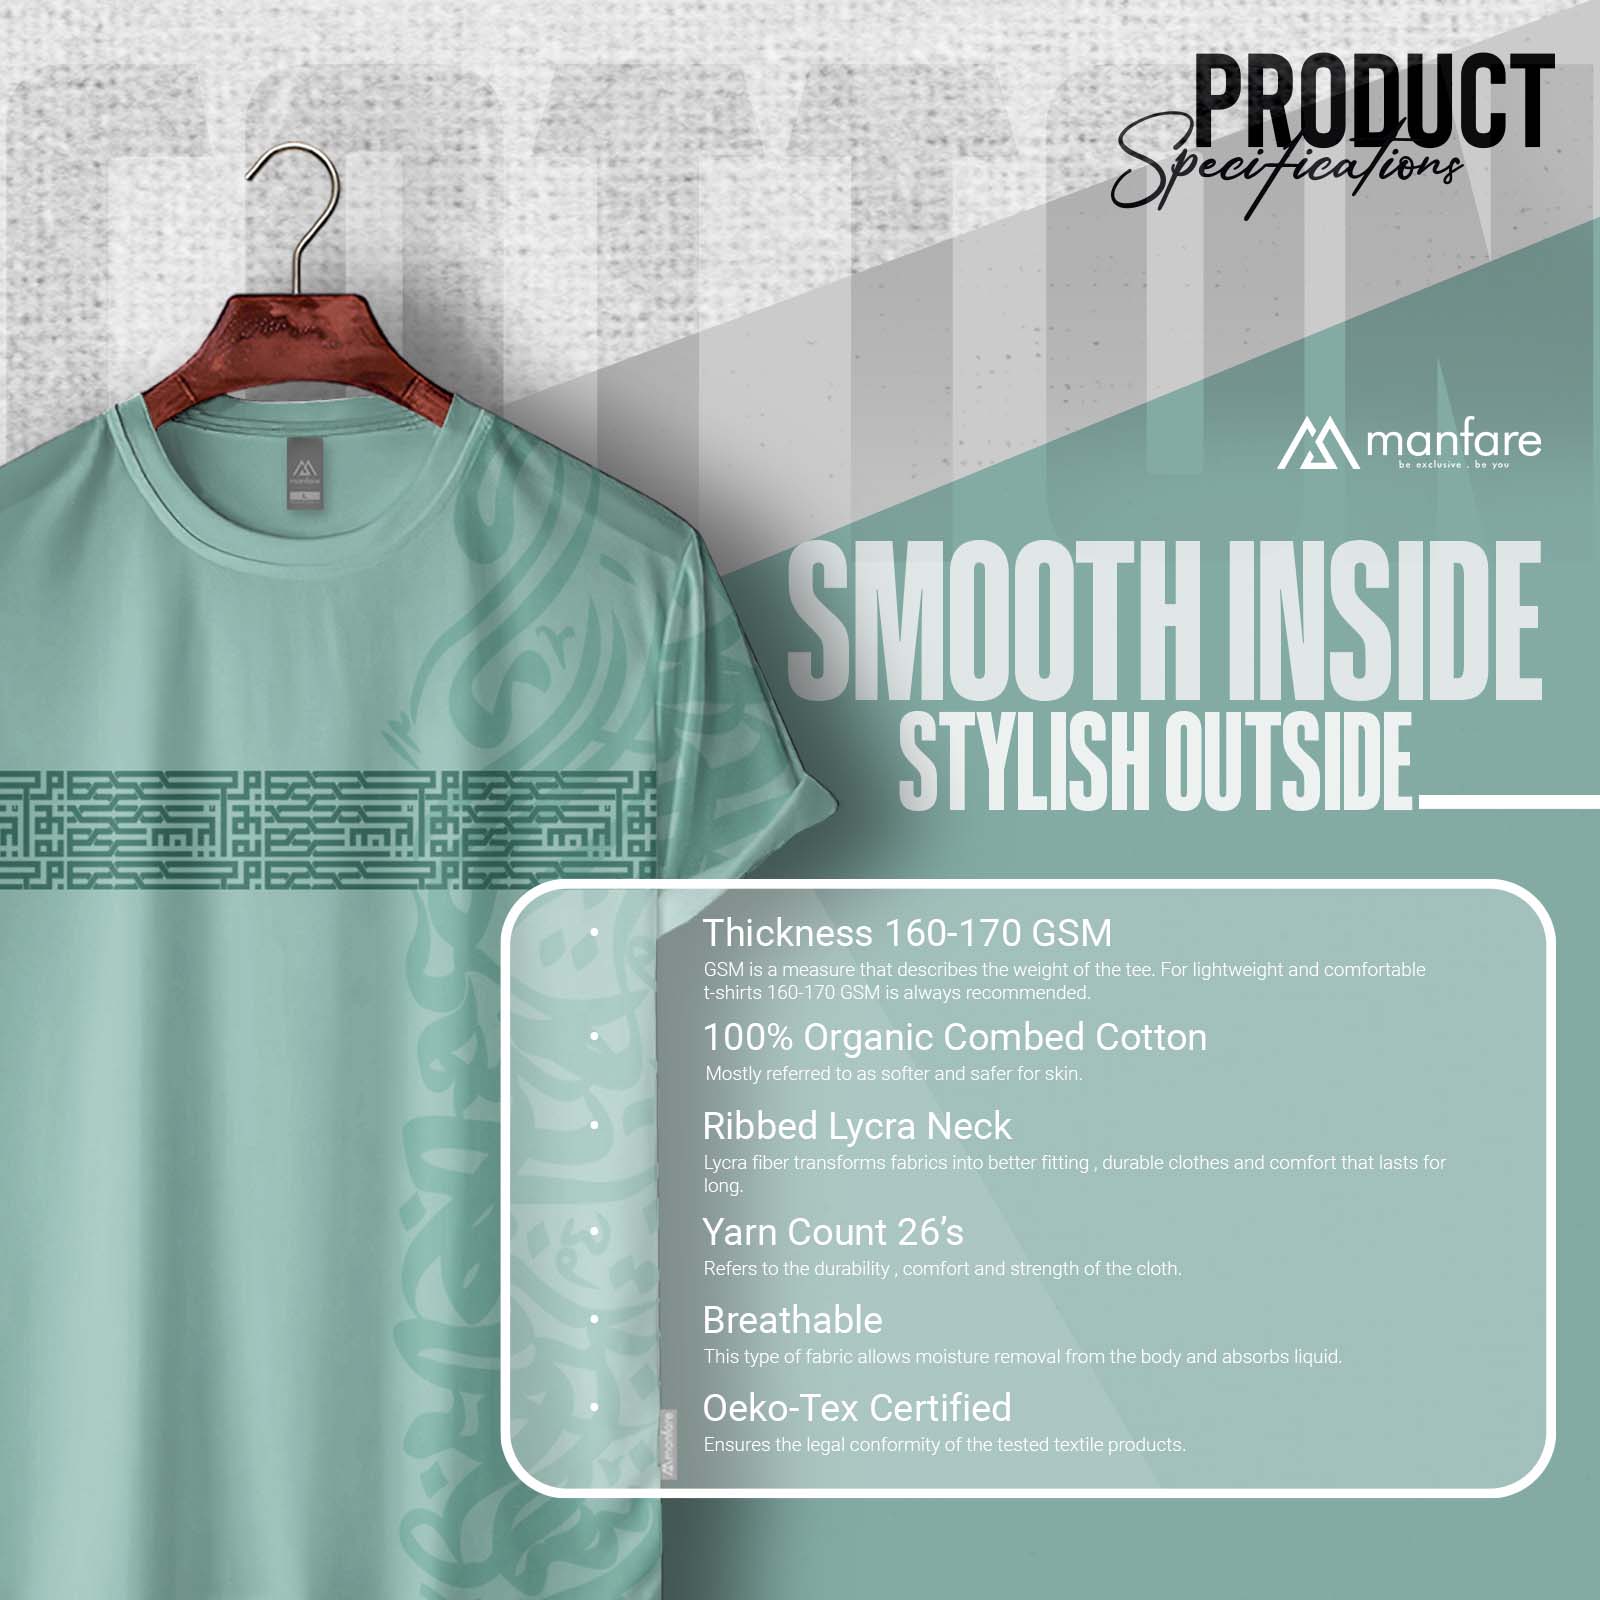 PRODUCT
Specifications
manfare
be exclusive . be you
manfare
L
SMOOTH INSIDE
STYLISH OUTSIDE
Thickness 160-170 GSM
GSM is a measure that describes the weight of the tee. For lightweight and comfortable
t-shirts 160-170 GSM is always recommended.
100% Organic Combed Cotton
Mostly referred to as softer and safer for skin.
Ribbed Lycra Neck
Lycra fiber transforms fabrics into better fitting , durable clothes and comfort that lasts for
long.
Yarn Count 26’s
Refers to the durability , comfort and strength of the cloth.
Breathable
This type of fabric allows moisture removal from the body and absorbs liquid.
Oeko-Tex Certified
Ensures the legal conformity of the tested textile products.
manfare